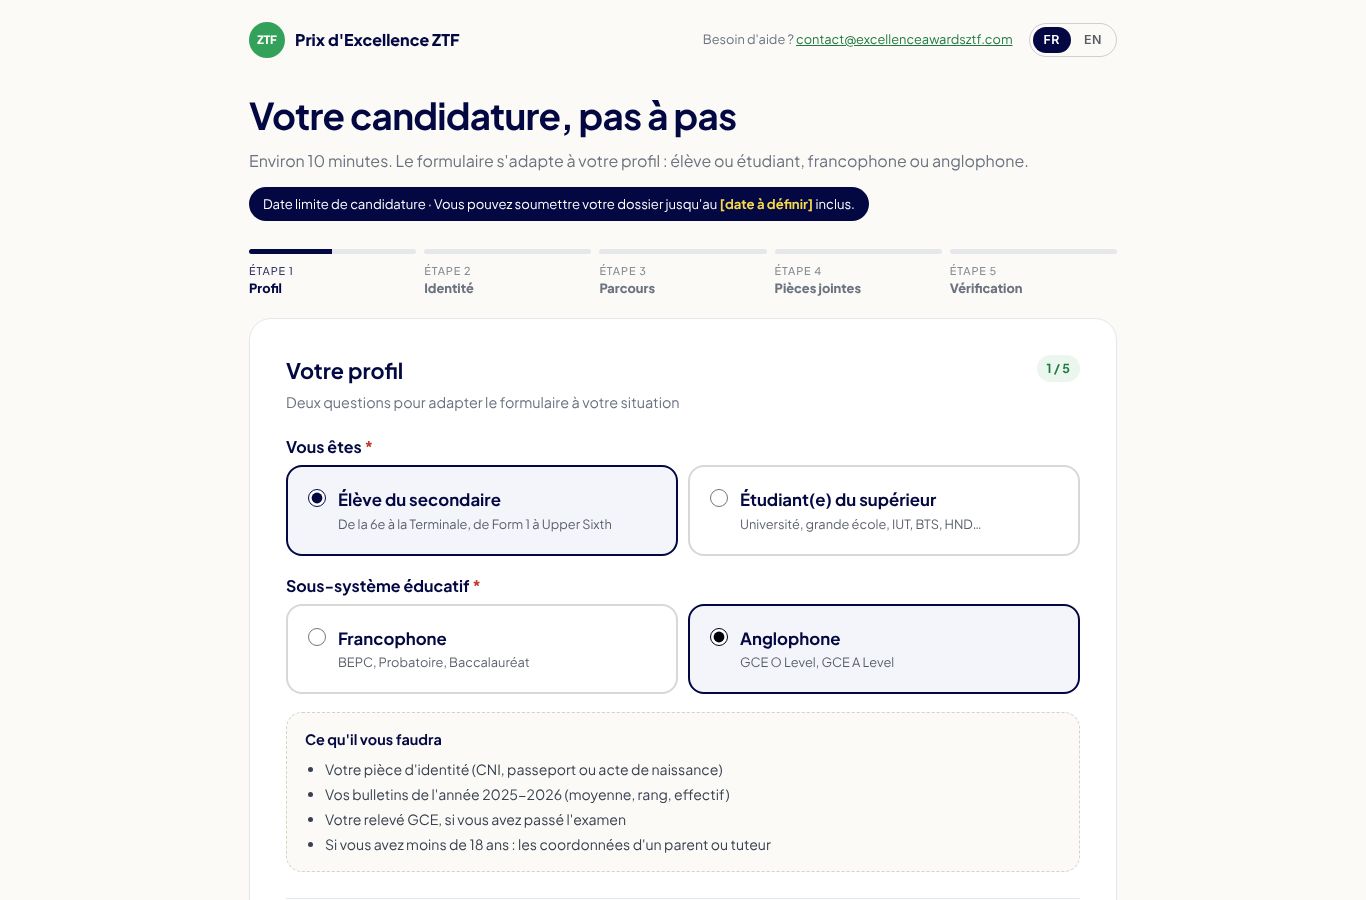 ZTF
Prix d'Excellence ZTF
Besoin d'aide ? contact@excellenceawardsztf.com
FR
EN
Votre candidature, pas à pas
Environ 10 minutes. Le formulaire s'adapte à votre profil : élève ou étudiant, francophone ou anglophone.
Date limite de candidature · Vous pouvez soumettre votre dossier jusqu'au [date à définir] inclus.
ÉTAPE 1
Profil
ÉTAPE 2
Identité
ÉTAPE 3
Parcours
ÉTAPE 4
Pièces jointes
ÉTAPE 5
Vérification
Votre profil
1 / 5
Deux questions pour adapter le formulaire à votre situation
Vous êtes *
Élève du secondaire
De la 6e à la Terminale, de Form 1 à Upper Sixth
Étudiant(e) du supérieur
Université, grande école, IUT, BTS, HND…
Sous-système éducatif *
Francophone
BEPC, Probatoire, Baccalauréat
Anglophone
GCE O Level, GCE A Level
Ce qu'il vous faudra
• Votre pièce d'identité (CNI, passeport ou acte de naissance)
• Vos bulletins de l'année 2025–2026 (moyenne, rang, effectif)
• Votre relevé GCE, si vous avez passé l'examen
• Si vous avez moins de 18 ans : les coordonnées d'un parent ou tuteur